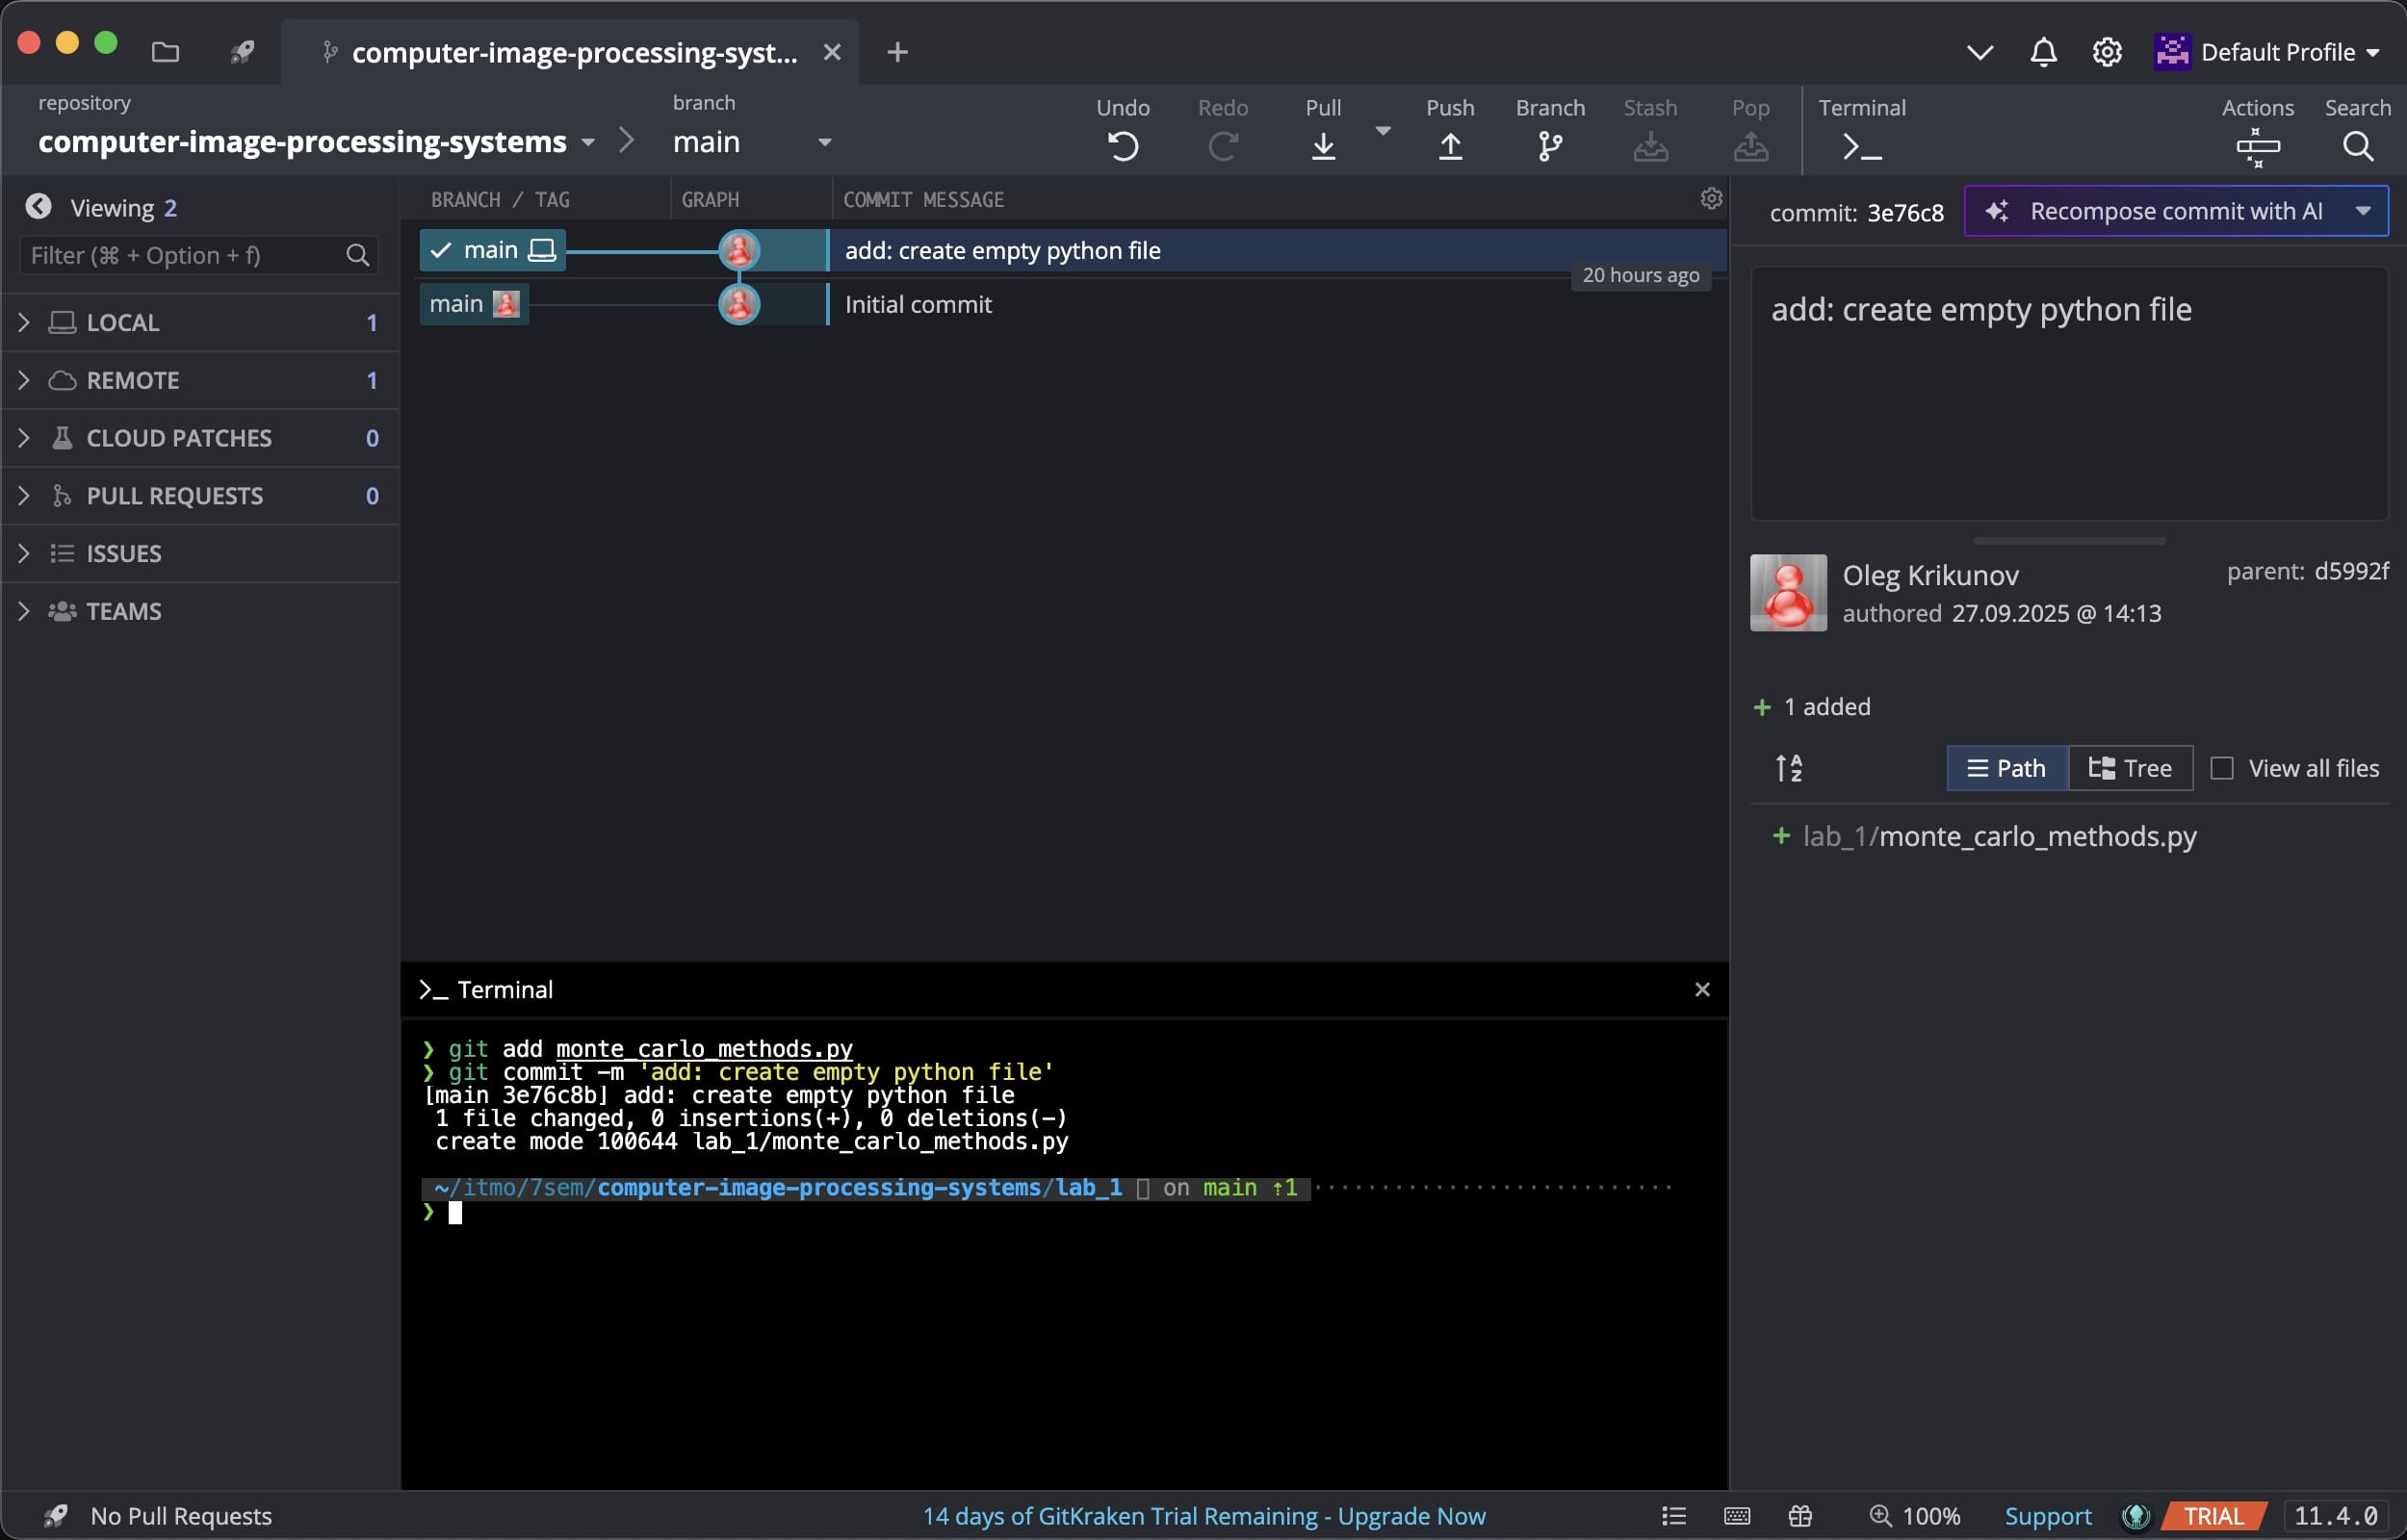 computer-image-processing-syst...
Default Profile
repository
computer-image-processing-systems
branch
main
Undo
Redo
Pull
Push
Branch
Stash
Pop
Terminal
Actions
Search
Viewing 2
Filter (⌘ + Option + f)
LOCAL 1
REMOTE 1
CLOUD PATCHES 0
PULL REQUESTS 0
ISSUES
TEAMS
BRANCH / TAG
GRAPH
COMMIT MESSAGE
main
add: create empty python file
20 hours ago
main
Initial commit
commit: 3e76c8
Recompose commit with AI
add: create empty python file
Oleg Krikunov
authored 27.09.2025 @ 14:13
parent: d5992f
+ 1 added
Path
Tree
View all files
+ lab_1/monte_carlo_methods.py
>_ Terminal
❯ git add monte_carlo_methods.py
❯ git commit -m 'add: create empty python file'
[main 3e76c8b] add: create empty python file
1 file changed, 0 insertions(+), 0 deletions(-)
create mode 100644 lab_1/monte_carlo_methods.py
~/itmo/7sem/computer-image-processing-systems/lab_1 on main ⇡1
❯
No Pull Requests
14 days of GitKraken Trial Remaining - Upgrade Now
100%
Support
TRIAL
11.4.0